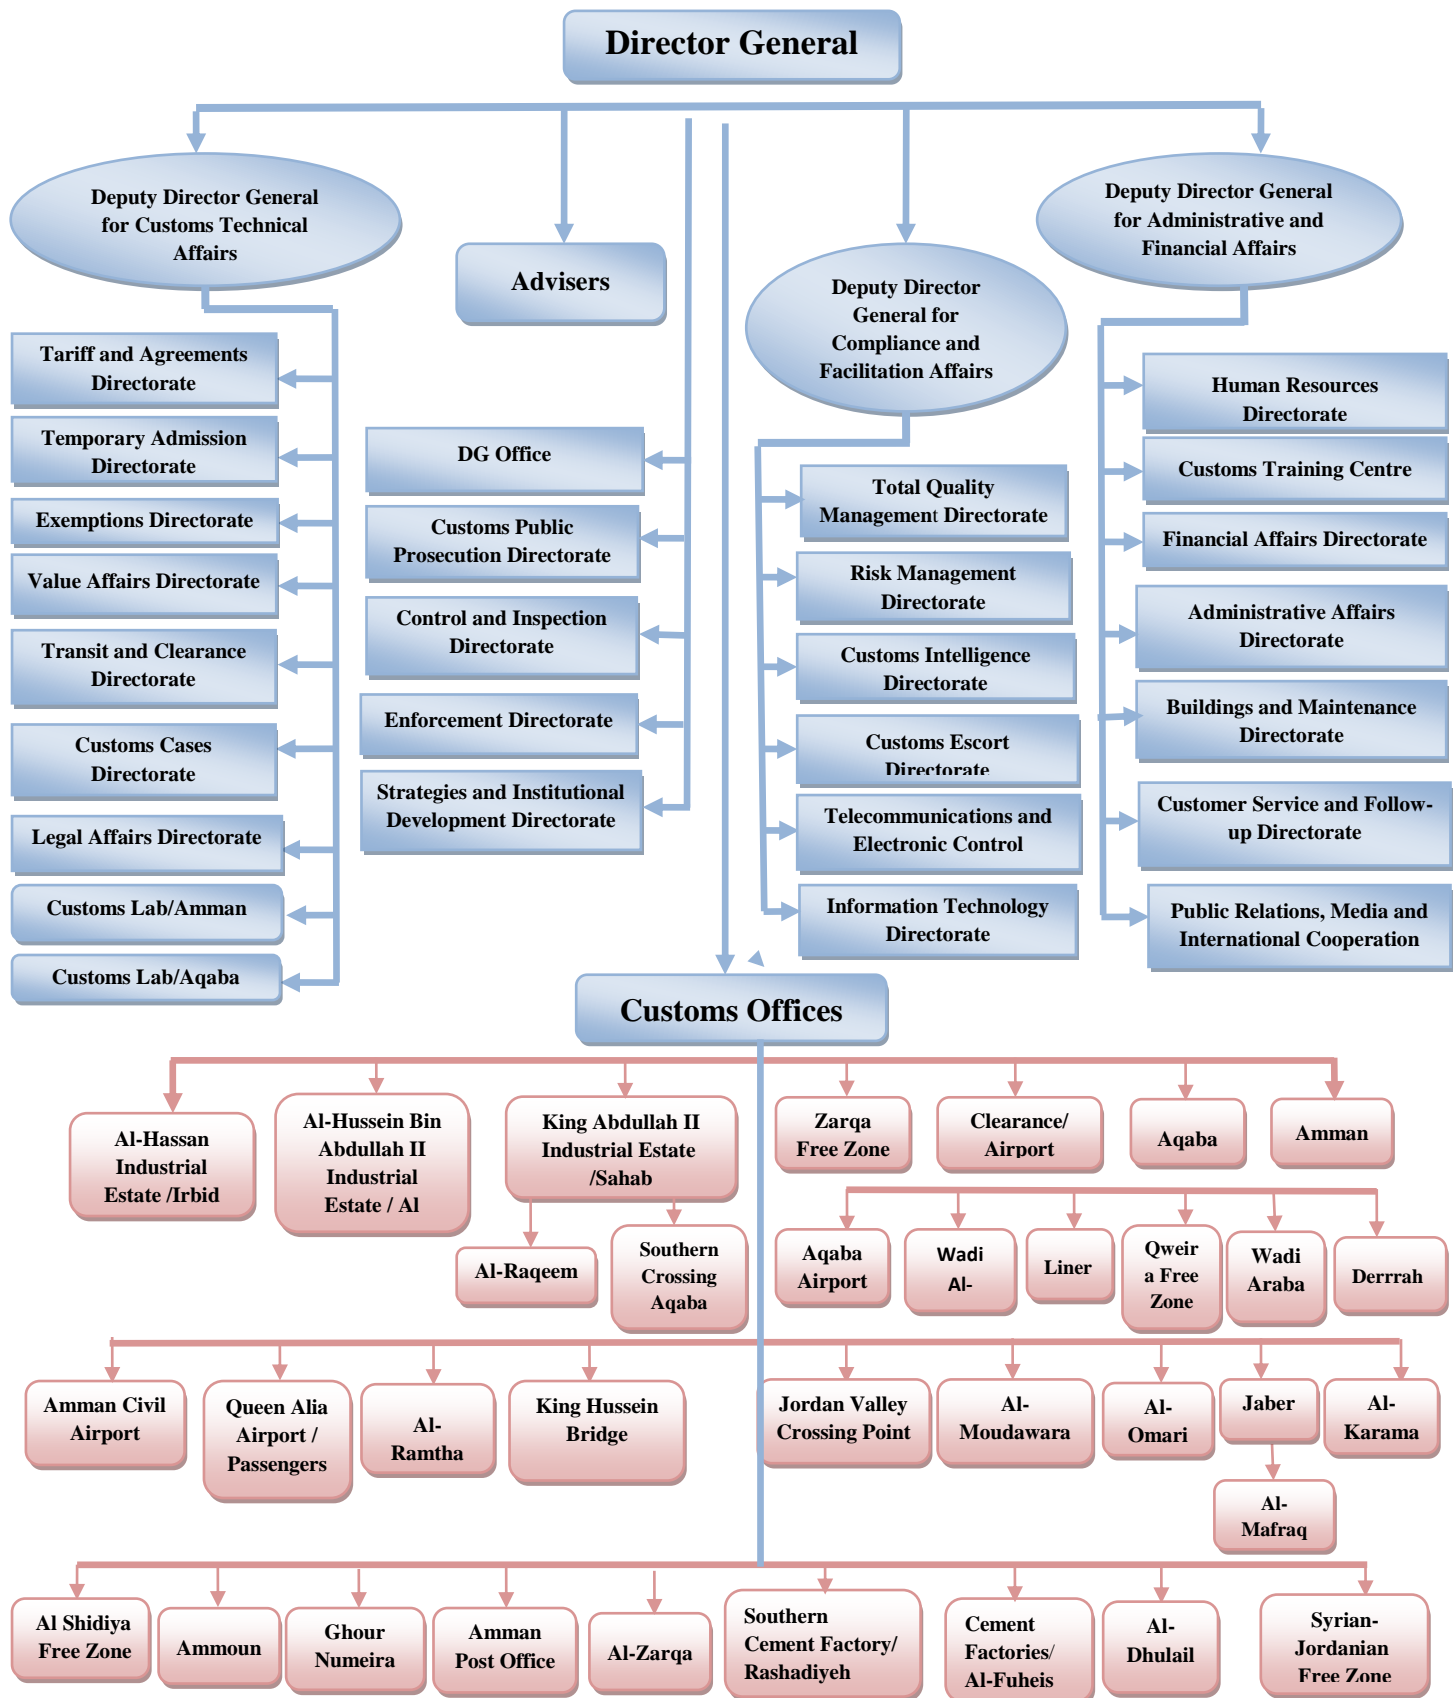 Director General
Deputy Director General
for Customs Technical
Affairs
Advisers
Deputy Director
General for
Compliance and
Facilitation Affairs
Deputy Director General
for Administrative and
Financial Affairs
Tariff and Agreements
Directorate
Temporary Admission
Directorate
Exemptions Directorate
Value Affairs Directorate
Transit and Clearance
Directorate
Customs Cases
Directorate
Legal Affairs Directorate
Customs Lab/Amman
Customs Lab/Aqaba
DG Office
Customs Public
Prosecution Directorate
Control and Inspection
Directorate
Enforcement Directorate
Strategies and Institutional
Development Directorate
Total Quality
Management Directorate
Risk Management
Directorate
Customs Intelligence
Directorate
Customs Escort
Directorate
Telecommunications and
Electronic Control
Information Technology
Directorate
Human Resources
Directorate
Customs Training Centre
Financial Affairs Directorate
Administrative Affairs
Directorate
Buildings and Maintenance
Directorate
Customer Service and Follow-
up Directorate
Public Relations, Media and
International Cooperation
Customs Offices
Al-Hassan
Industrial
Estate /Irbid
Al-Hussein Bin
Abdullah II
Industrial
Estate / Al
King Abdullah II
Industrial Estate
/Sahab
Zarqa
Free Zone
Clearance/
Airport
Aqaba
Amman
Al-Raqeem
Southern
Crossing
Aqaba
Aqaba
Airport
Wadi
Al-
Liner
Qweir
a Free
Zone
Wadi
Araba
Derrrah
Amman Civil
Airport
Queen Alia
Airport /
Passengers
Al-
Ramtha
King Hussein
Bridge
Jordan Valley
Crossing Point
Al-
Moudawara
Al-
Omari
Jaber
Al-
Karama
Al-
Mafraq
Al Shidiya
Free Zone
Ammoun
Ghour
Numeira
Amman
Post Office
Al-Zarqa
Southern
Cement Factory/
Rashadiyeh
Cement
Factories/
Al-Fuheis
Al-
Dhulail
Syrian-
Jordanian
Free Zone